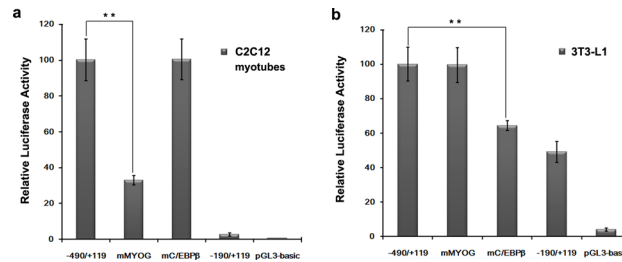 a
b
** 
C2C12
myotubes
Relative Luciferase Activity
120
100
80
60
40
20
0
-490/+119 mMYOG mC/EBPβ -190/+119 pGL3-basic
**
3T3-L1
Relative Luciferase Activity
120
100
80
60
40
20
0
-490/+119 mMYOG mC/EBPβ -190/+119 pGL3-bas